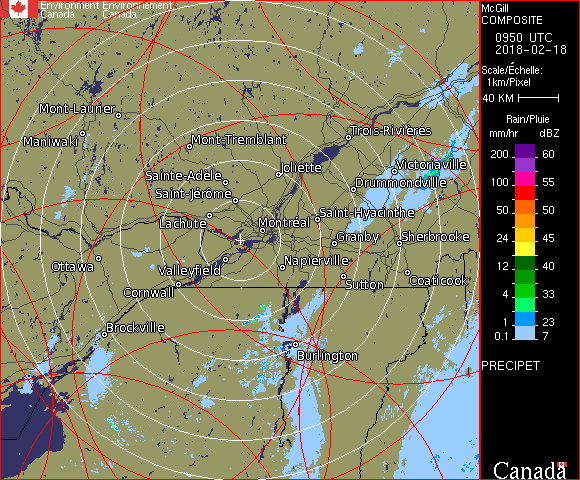 Environment Environnement
Canada Canada
McGill
COMPOSITE
0950 UTC
2018-02-18
Scale/Échelle:
1km/Pixel
40 KM
Rain/Pluie
mm/hr dBZ
200 60
150 57
100 55
50 50
24 45
12 40
4 33
1 23
0.1 7
PRECIPET
Mont-Laurier
Maniwaki
Mont-Tremblant
Trois-Rivières
Sainte-Adèle
Joliette
Victoriaville
Saint-Jérôme
Drummondville
Lachute
Montréal
Saint-Hyacinthe
Granby
Sherbrooke
Ottawa
Valleyfield
Napierville
Cornwall
Sutton
Coaticook
Brockville
Burlington
Canada